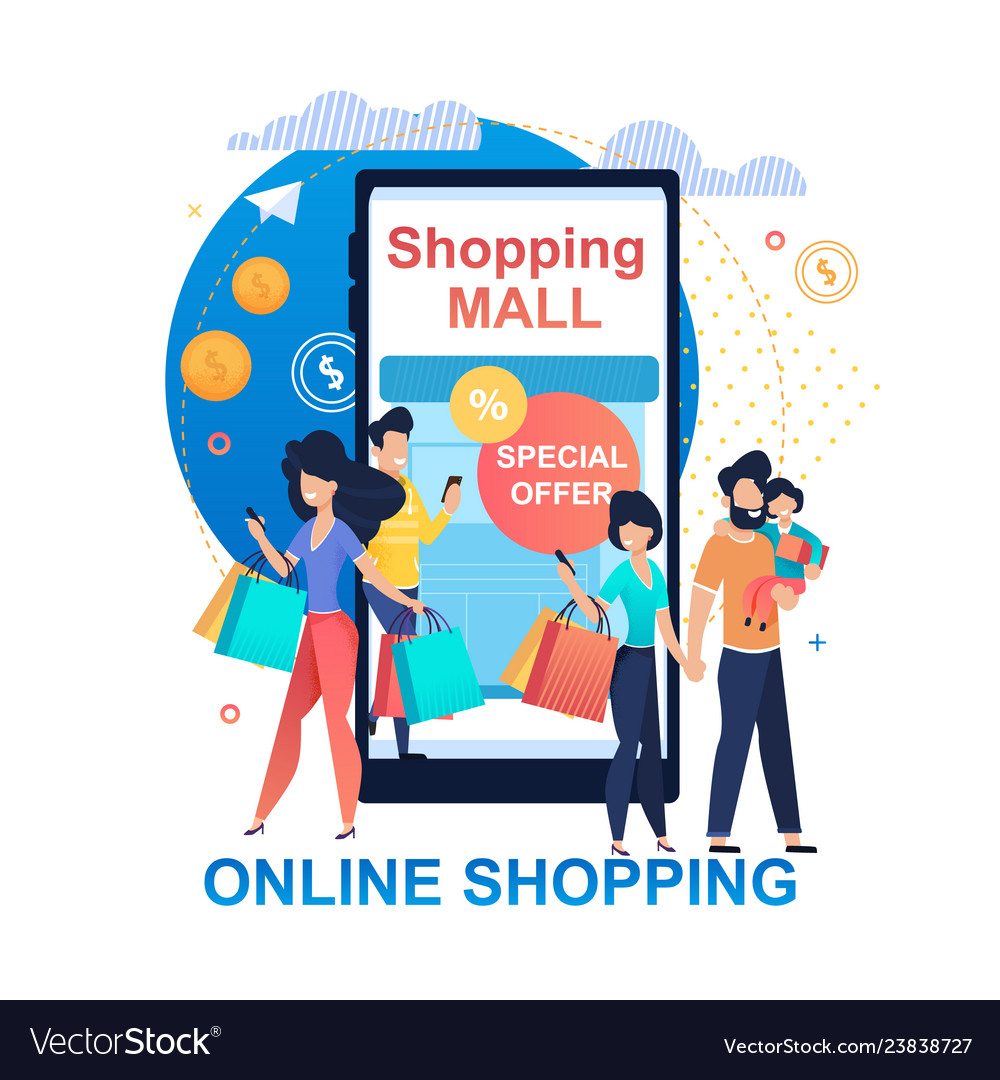 Shopping
MALL
%
SPECIAL
OFFER
$
$
$
$
ONLINE SHOPPING
VectorStock®
VectorStock.com/23838727